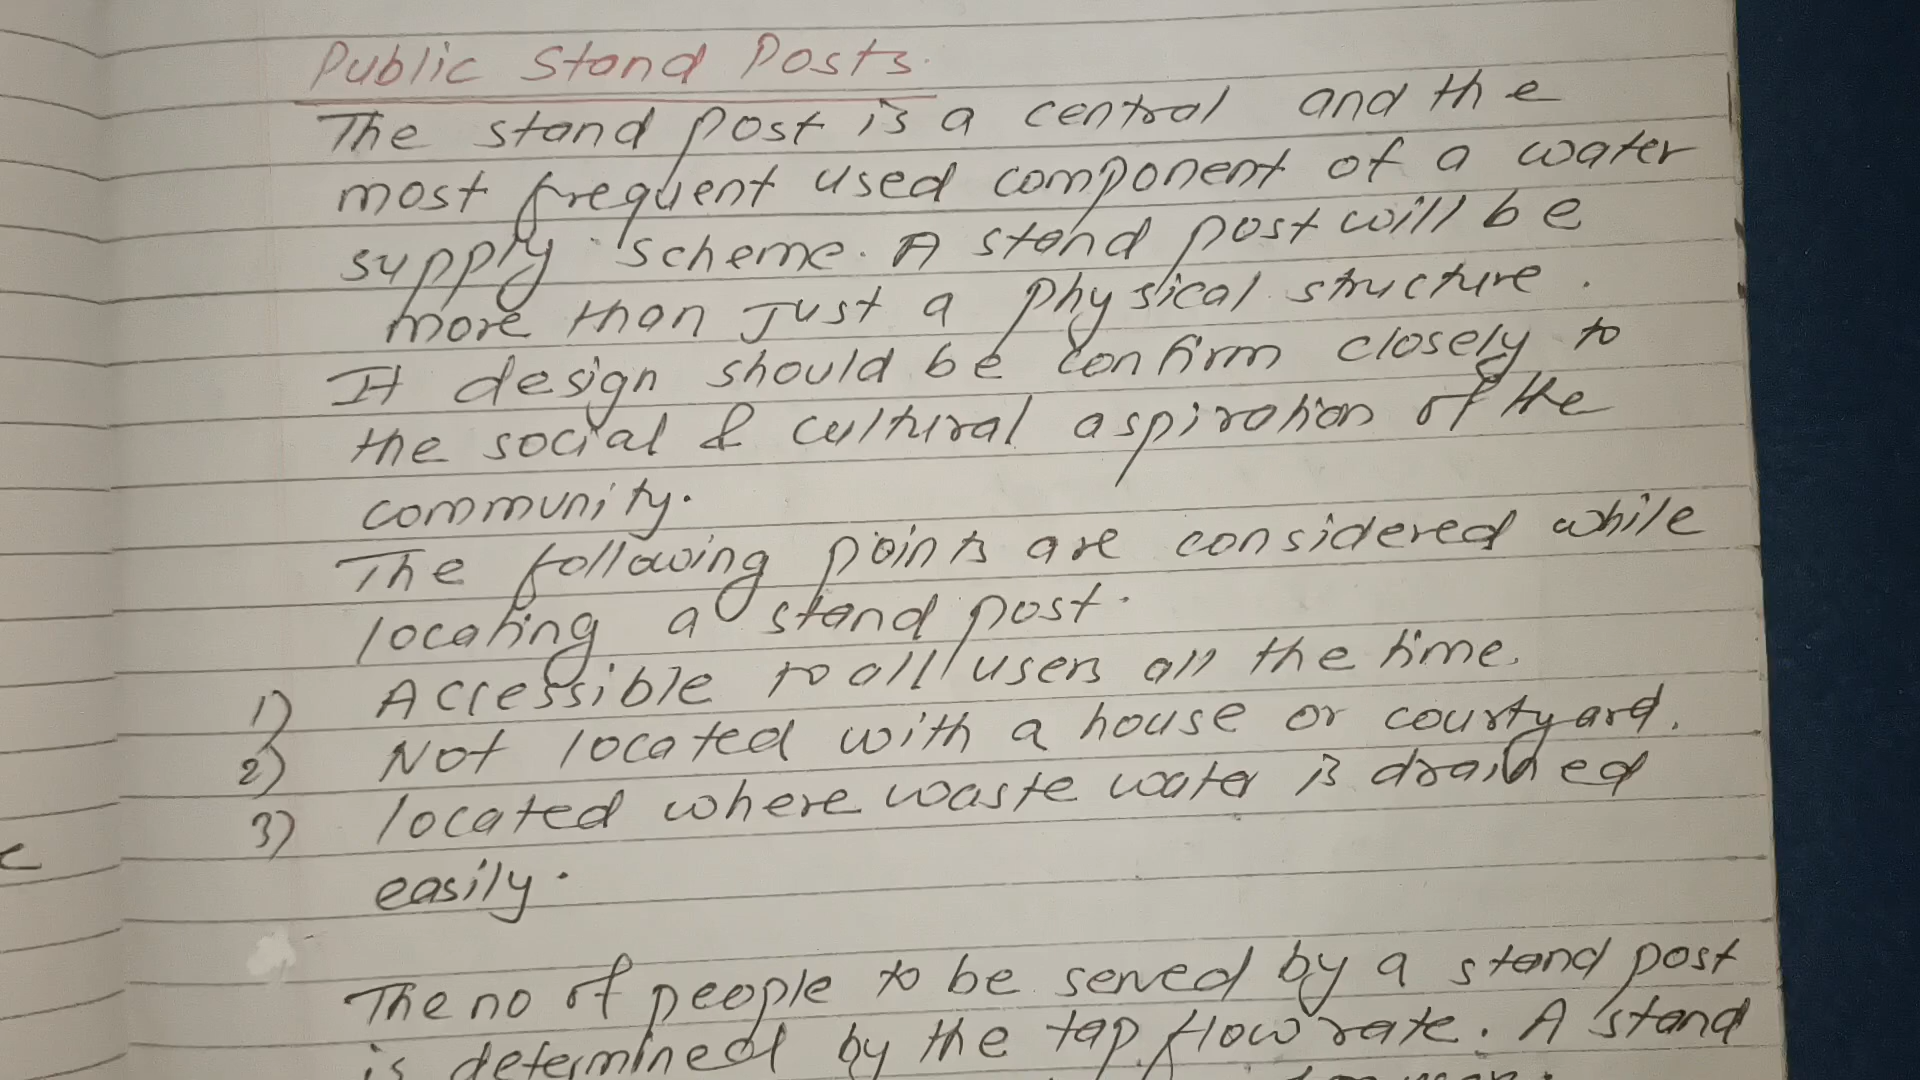 Public Stand Posts.
The stand post is a central and the
most frequent used component of a water
supply scheme. A stand post will be
more than Just a physical structure.
It design should be confirm closely to
the social & cultural aspiration of the
community.
The following points are considered while
locating a stand post.
1) Accessible to all users all the time.
2) Not located with a house or courtyard.
3) located where waste water is drained
easily.
The no of people to be served by a stand post
is determined by the tap flow rate. A stand